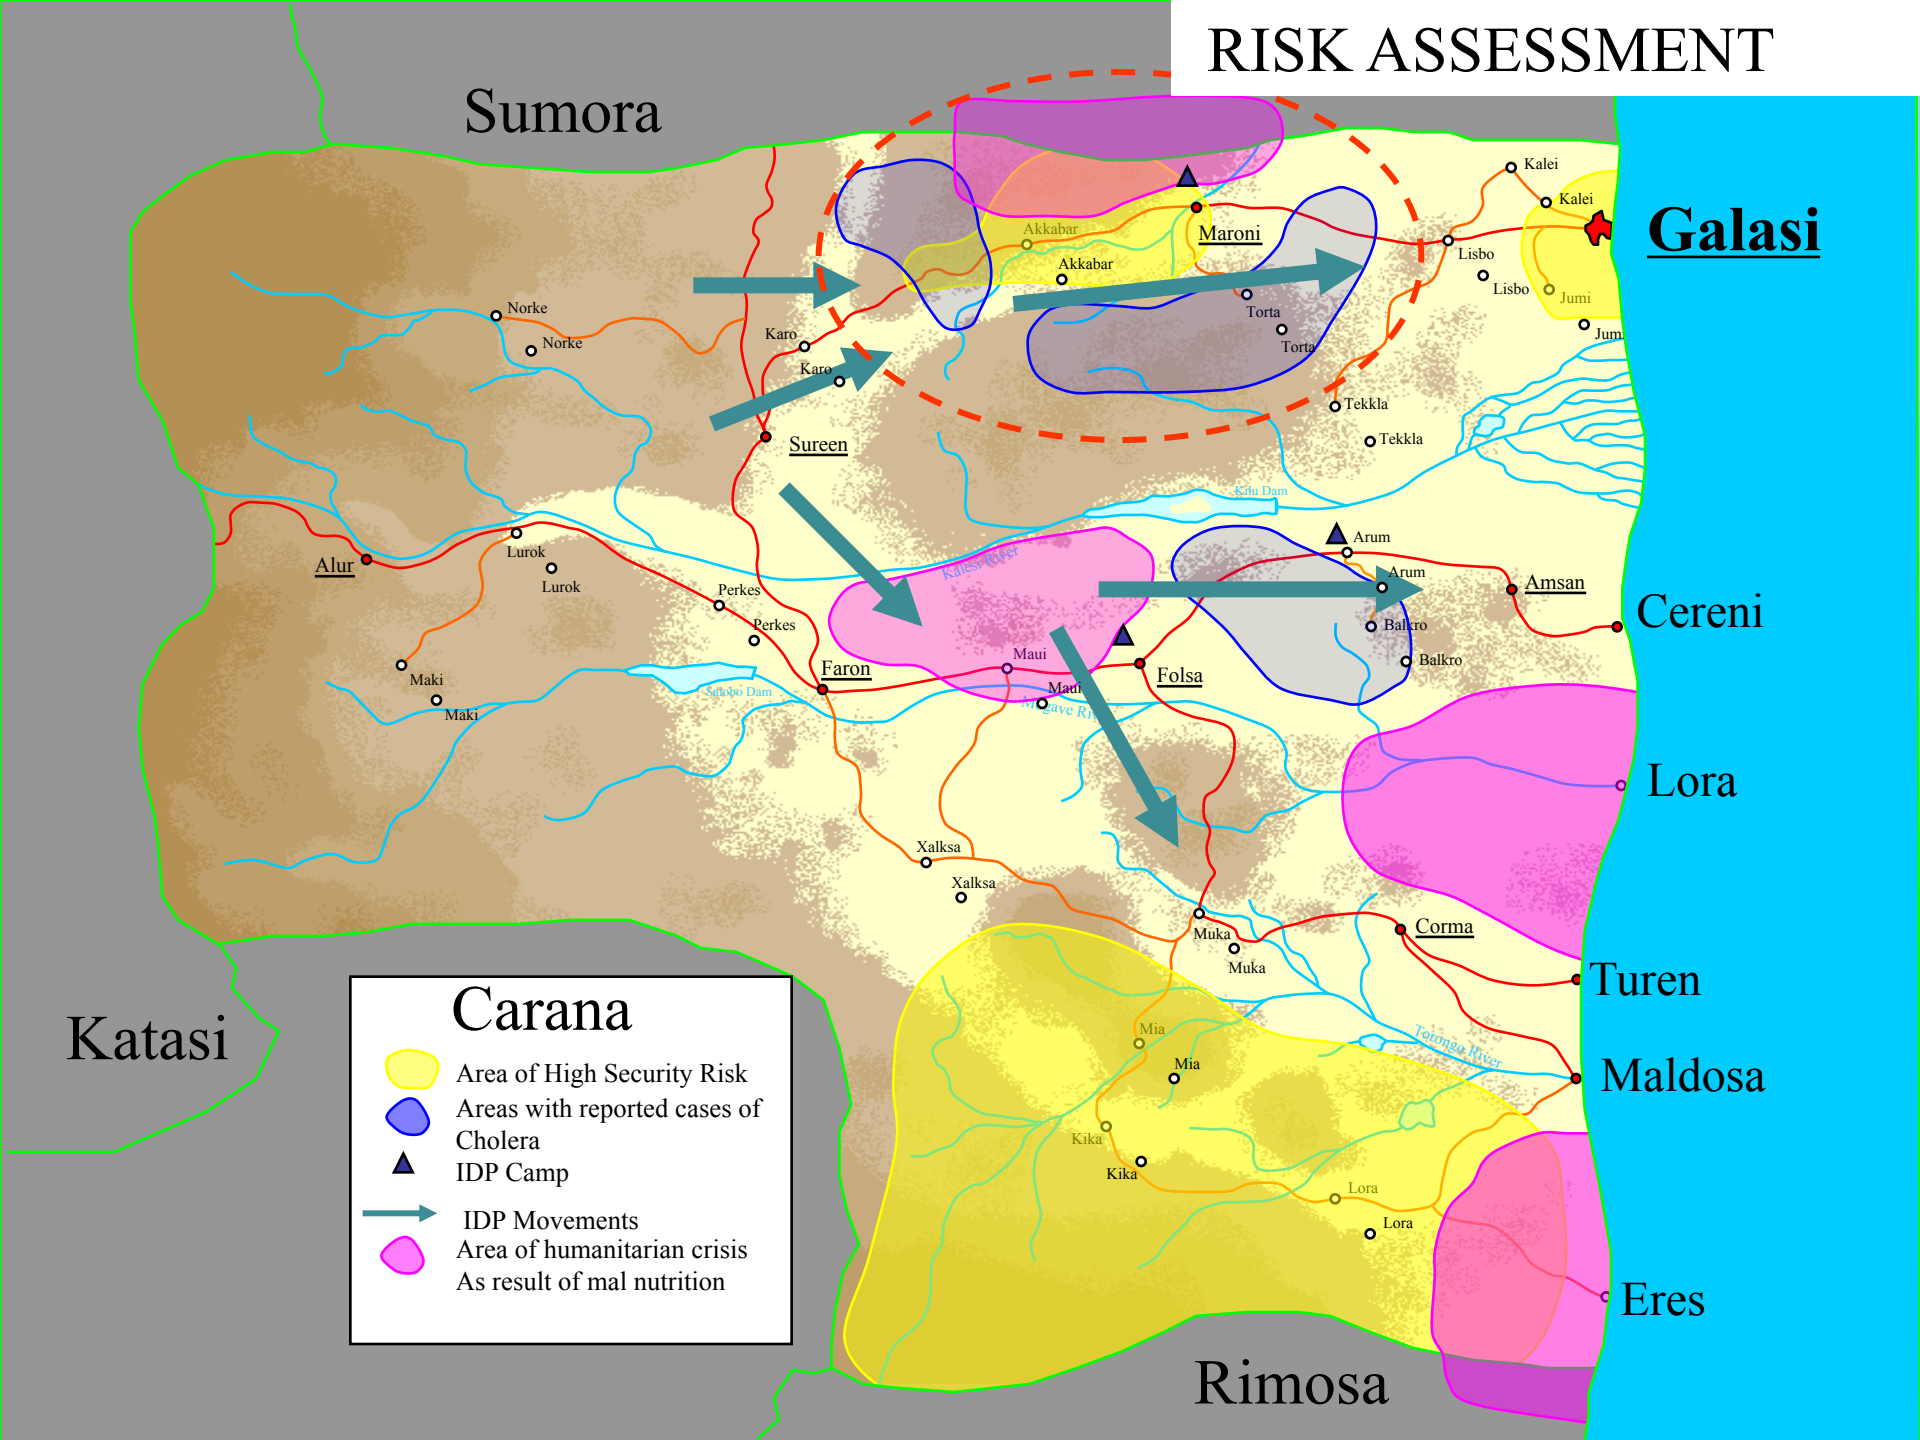 RISK ASSESSMENT
Sumora
Kalei
Kalei
Galasi
Akkabar
Maroni
Akkabar
Lisbo
Lisbo
Jumi
Norke
Torta
Karo
Jum
Norke
Torta
Karo
Tekkla
Sureen
Tekkla
Kilu Dam
Arum
Lurok
Kalesi River
Alur
Arum
Lurok
Amsan
Perkes
Cereni
Perkes
Balkro
Maui
Balkro
Faron
Folsa
Maki
Maui
Maki
Lora
Xalksa
Xalksa
Corma
Muka
Muka
Turen
Carana
Katasi
Mia
Torongo River
Mia
Maldosa
Area of High Security Risk
Areas with reported cases of
Cholera
IDP Camp
Kika
Kika
Lora
IDP Movements
Lora
Area of humanitarian crisis
As result of mal nutrition
Eres
Rimosa